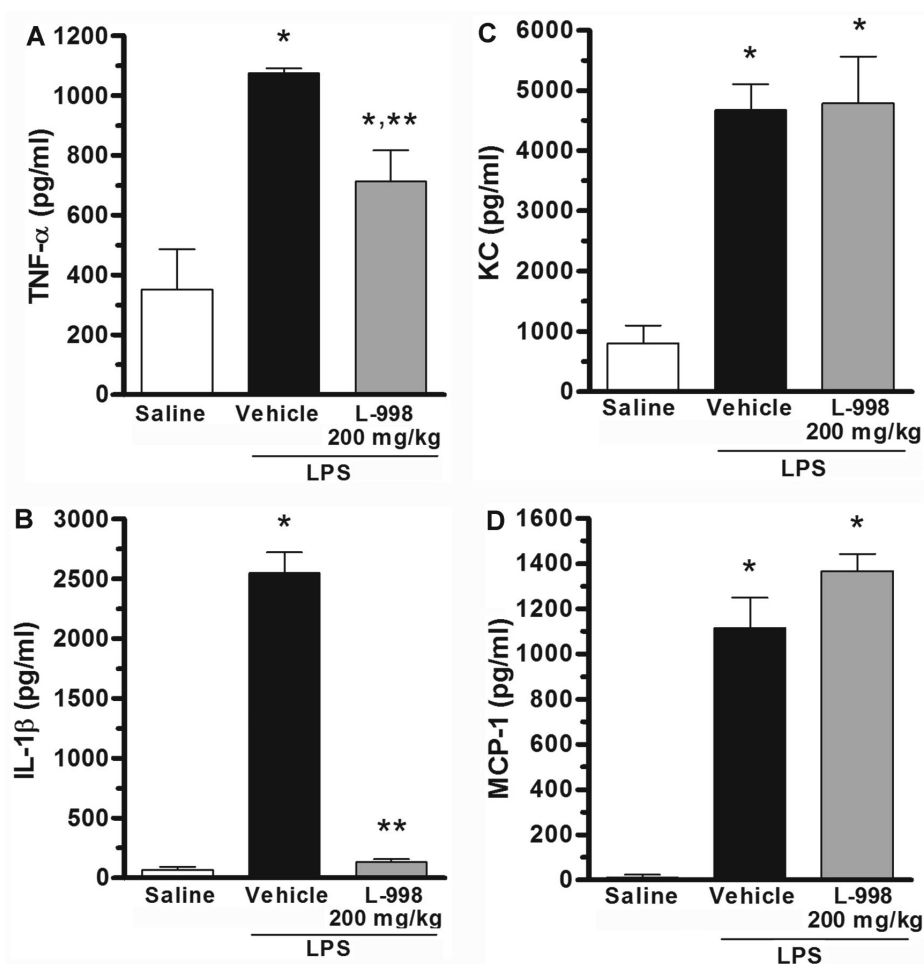 A
TNF-α (pg/ml)
1200
1000
800
600
400
200
0
*
*,**
Saline
Vehicle
L-998
200 mg/kg
LPS
C
KC (pg/ml)
6000
5000
4000
3000
2000
1000
0
*
*
Saline
Vehicle
L-998
200 mg/kg
LPS
B
IL-1β (pg/ml)
3000
2500
2000
1500
1000
500
0
*
**
Saline
Vehicle
L-998
200 mg/kg
LPS
D
MCP-1 (pg/ml)
1600
1400
1200
1000
800
600
400
200
0
*
*
Saline
Vehicle
L-998
200 mg/kg
LPS